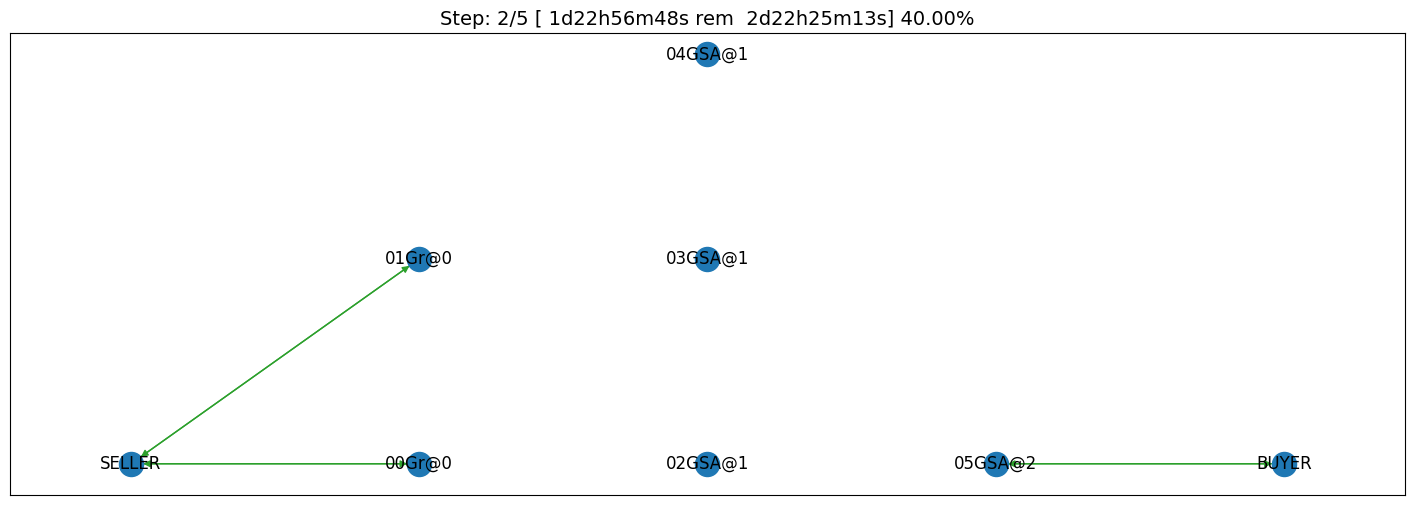 Step: 2/5 [ 1d22h56m48s rem  2d22h25m13s] 40.00%
04GSA@1
01Gr@0
03GSA@1
SELLER
00Gr@0
02GSA@1
05GSA@2
BUYER